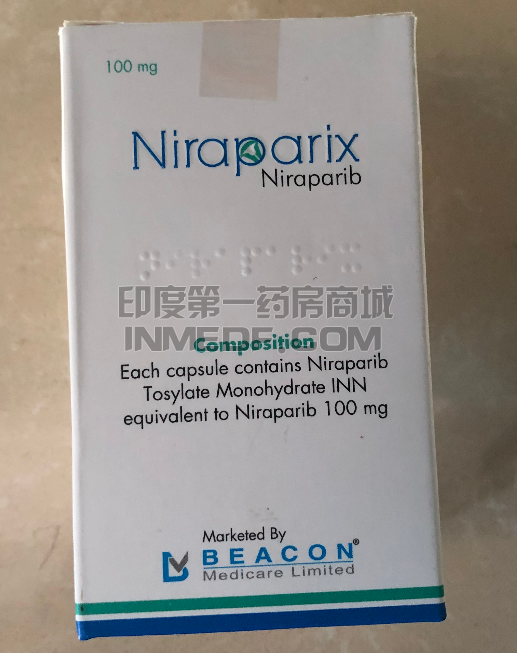 100 mg
Niraparix
Niraparib
印度第一药房商城
INMEDE.COM
Composition
Each capsule contains Niraparib
Tosylate Monohydrate INN
equivalent to Niraparib 100 mg
Marketed By
BEACON®
Medicare Limited